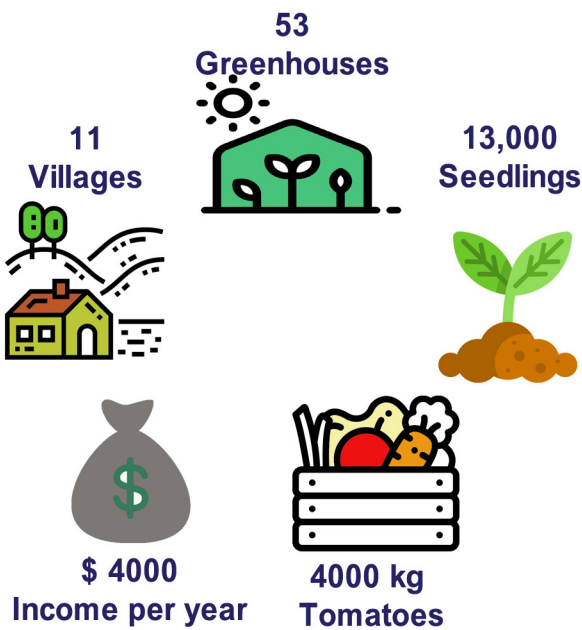 53
Greenhouses
11
Villages
13,000
Seedlings
$ 4000
Income per year
4000 kg
Tomatoes